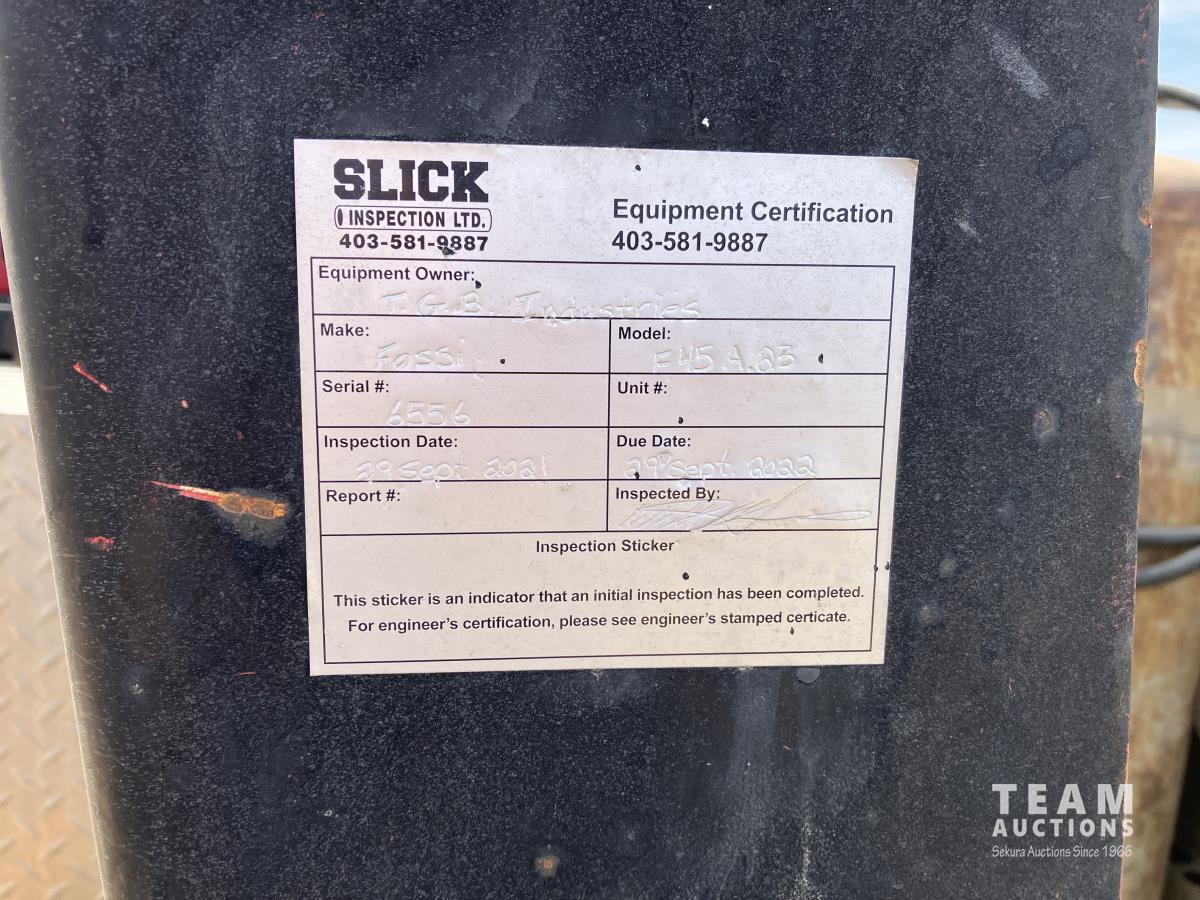 SLICK
INSPECTION LTD.
403-581-9887
Equipment Certification
403-581-9887
Equipment Owner:
T.G.B. Industries
Make: Model:
Fassi F45.A.23
Serial #: Unit #:
6556
Inspection Date: Due Date:
29 Sept 2021 29 Sept. 2022
Report #: Inspected By:
Inspection Sticker
This sticker is an indicator that an initial inspection has been completed.
For engineer's certification, please see engineer's stamped certicate.
TEAM
AUCTIONS
Sekura Auctions Since 1966